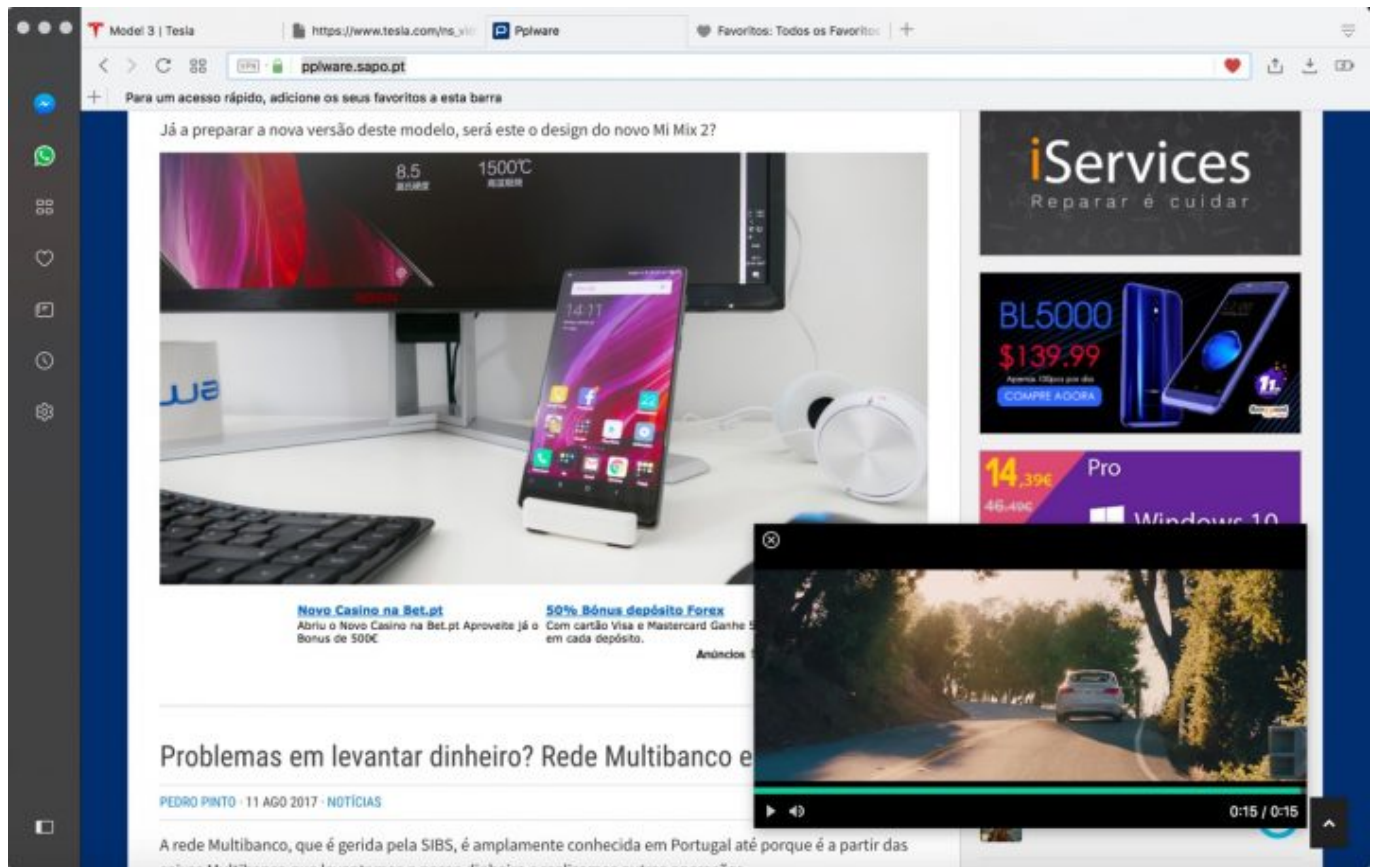 Model 3 | Tesla
https://www.tesla.com/ns_vi
Pplware
Favoritos: Todos os Favorito
VPN
pplware.sapo.pt
Para um acesso rápido, adicione os seus favoritos a esta barra
Já a preparar a nova versão deste modelo, será este o design do novo Mi Mix 2?
8.5
1500℃
14:11
22
iServices
Reparar é cuidar
BL5000
$139.99
COMPRE AGORA
14,39€
46.49€
Pro
Windows 10
Novo Casino na Bet.pt
Abriu o Novo Casino na Bet.pt Aproveite já o
Bonus de 500€
50% Bónus depósito Forex
Com cartão Visa e Mastercard Ganhe 5
em cada depósito.
Anúncios
0:15 / 0:15
Problemas em levantar dinheiro? Rede Multibanco e
PEDRO PINTO · 11 AGO 2017 · NOTÍCIAS
A rede Multibanco, que é gerida pela SIBS, é amplamente conhecida em Portugal até porque é a partir das